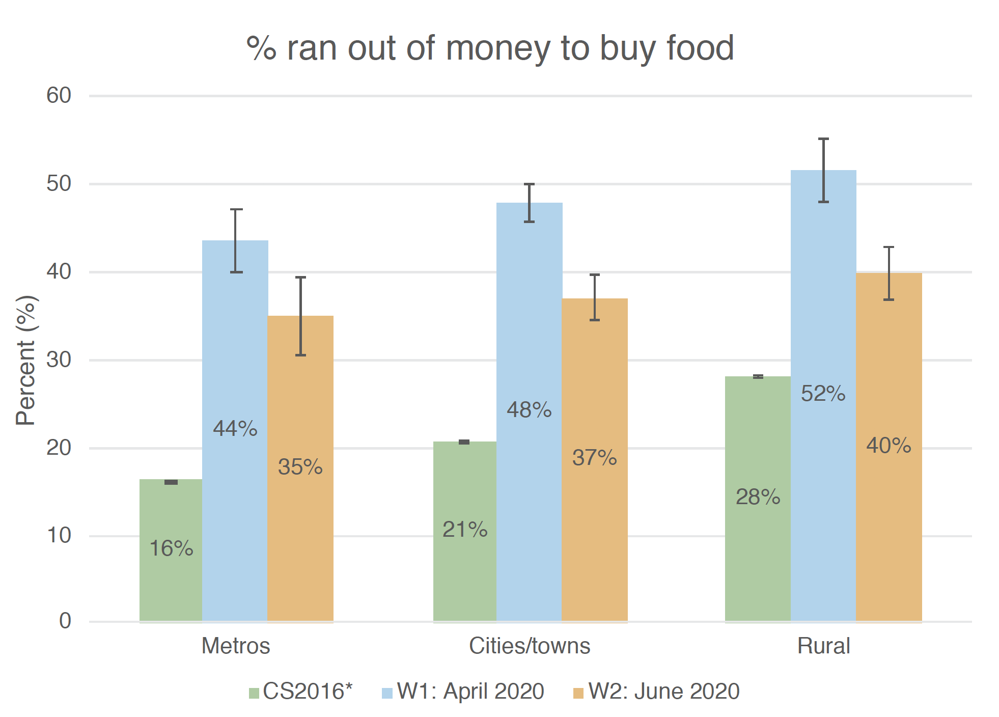 % ran out of money to buy food
60
50
40
30
20
10
0
Percent (%)
44%
35%
16%
48%
37%
21%
52%
40%
28%
Metros
Cities/towns
Rural
CS2016*
W1: April 2020
W2: June 2020